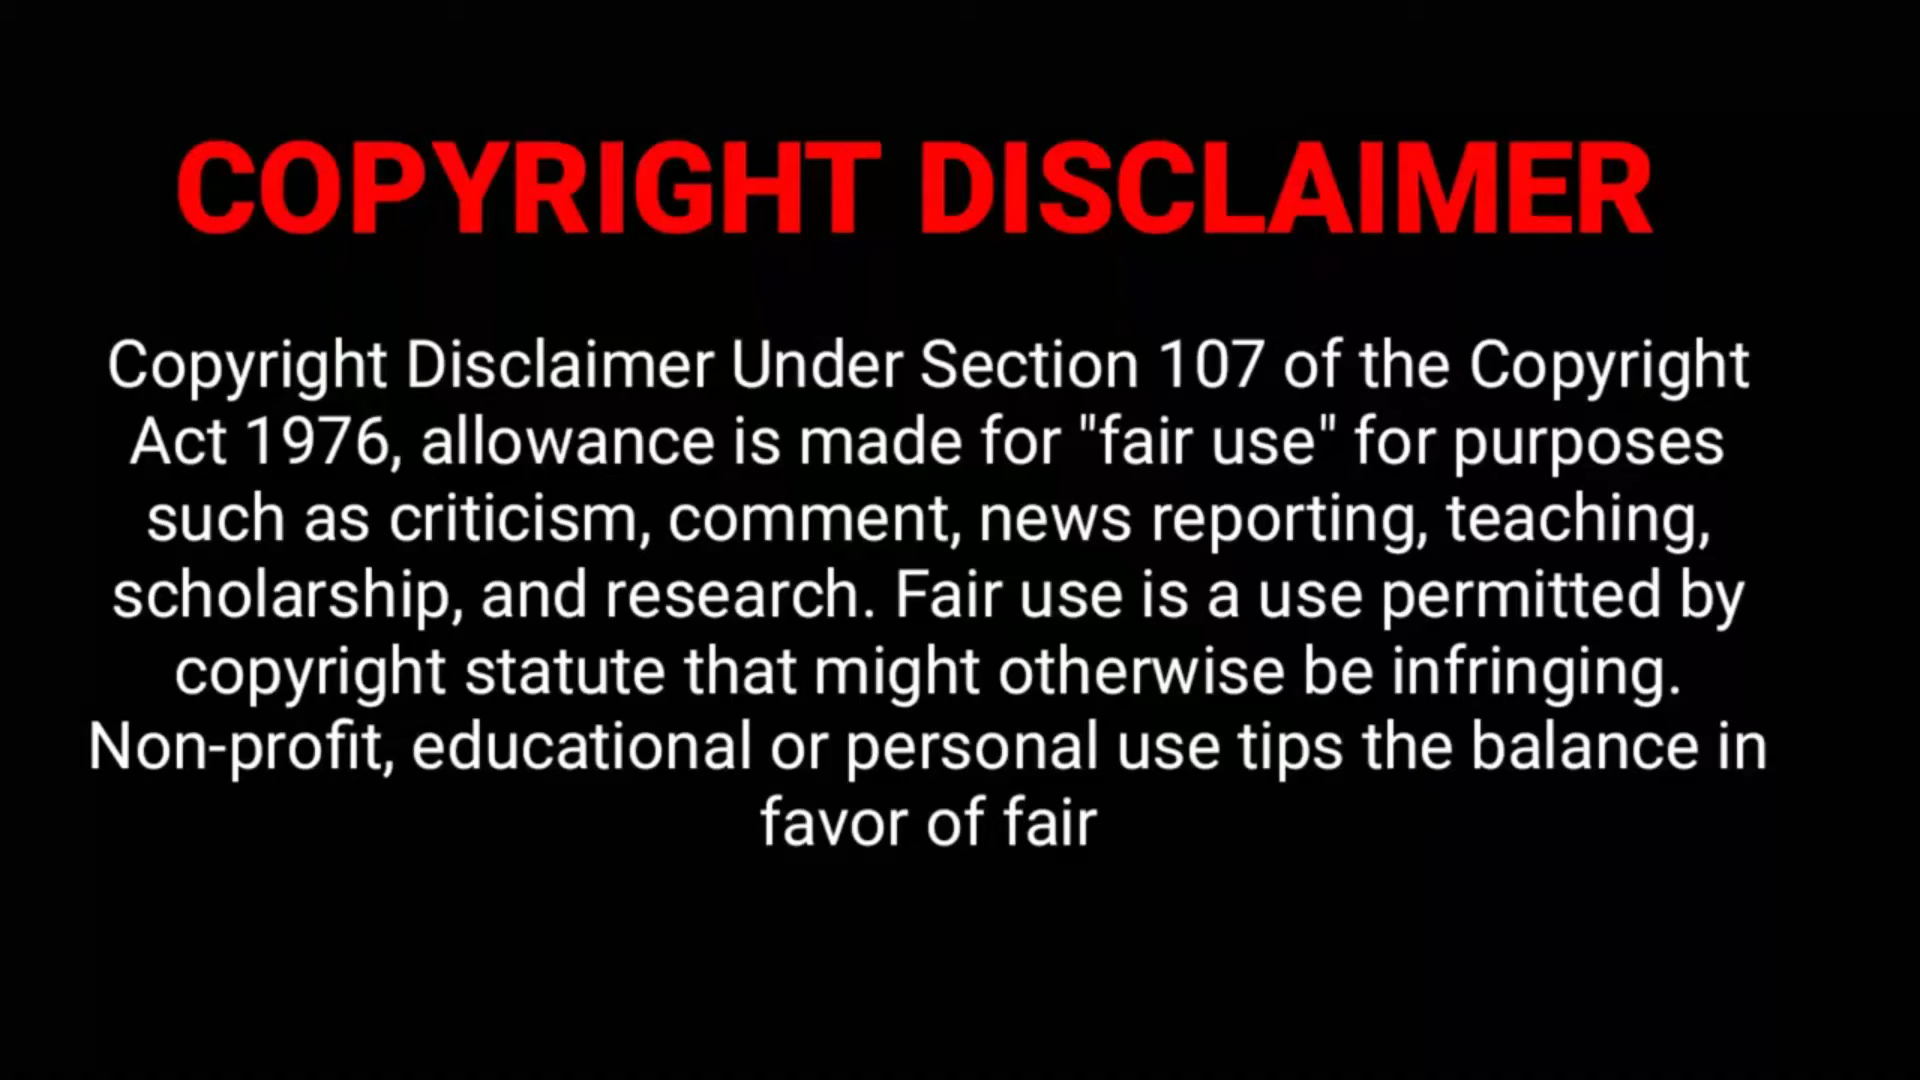 COPYRIGHT DISCLAIMER
Copyright Disclaimer Under Section 107 of the Copyright
Act 1976, allowance is made for "fair use" for purposes
such as criticism, comment, news reporting, teaching,
scholarship, and research. Fair use is a use permitted by
copyright statute that might otherwise be infringing.
Non-profit, educational or personal use tips the balance in
favor of fair